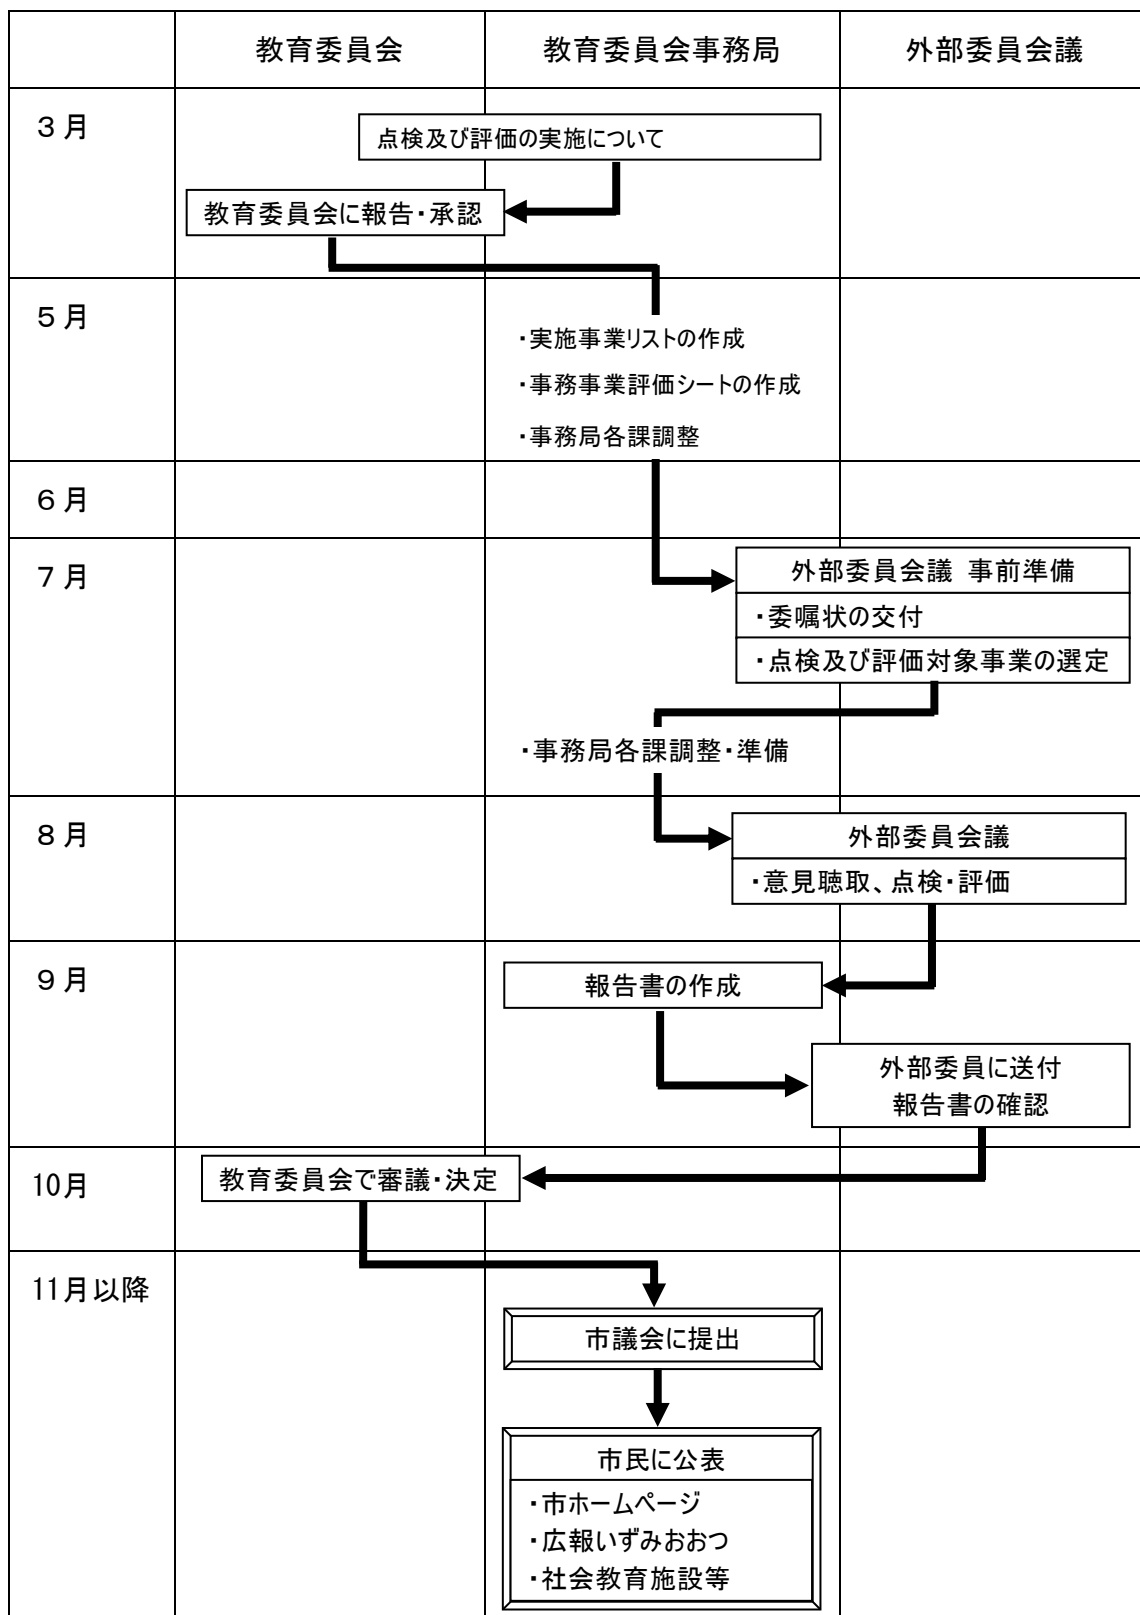 教育委員会
教育委員会事務局
外部委員会議
３月
点検及び評価の実施について
教育委員会に報告・承認
５月
・実施事業リストの作成
・事務事業評価シートの作成
・事務局各課調整
６月
７月
外部委員会議 事前準備
・委嘱状の交付
・点検及び評価対象事業の選定
・事務局各課調整・準備
８月
外部委員会議
・意見聴取、点検・評価
９月
報告書の作成
外部委員に送付
報告書の確認
10月
教育委員会で審議・決定
11月以降
市議会に提出
市民に公表
・市ホームページ
・広報いずみおおつ
・社会教育施設等